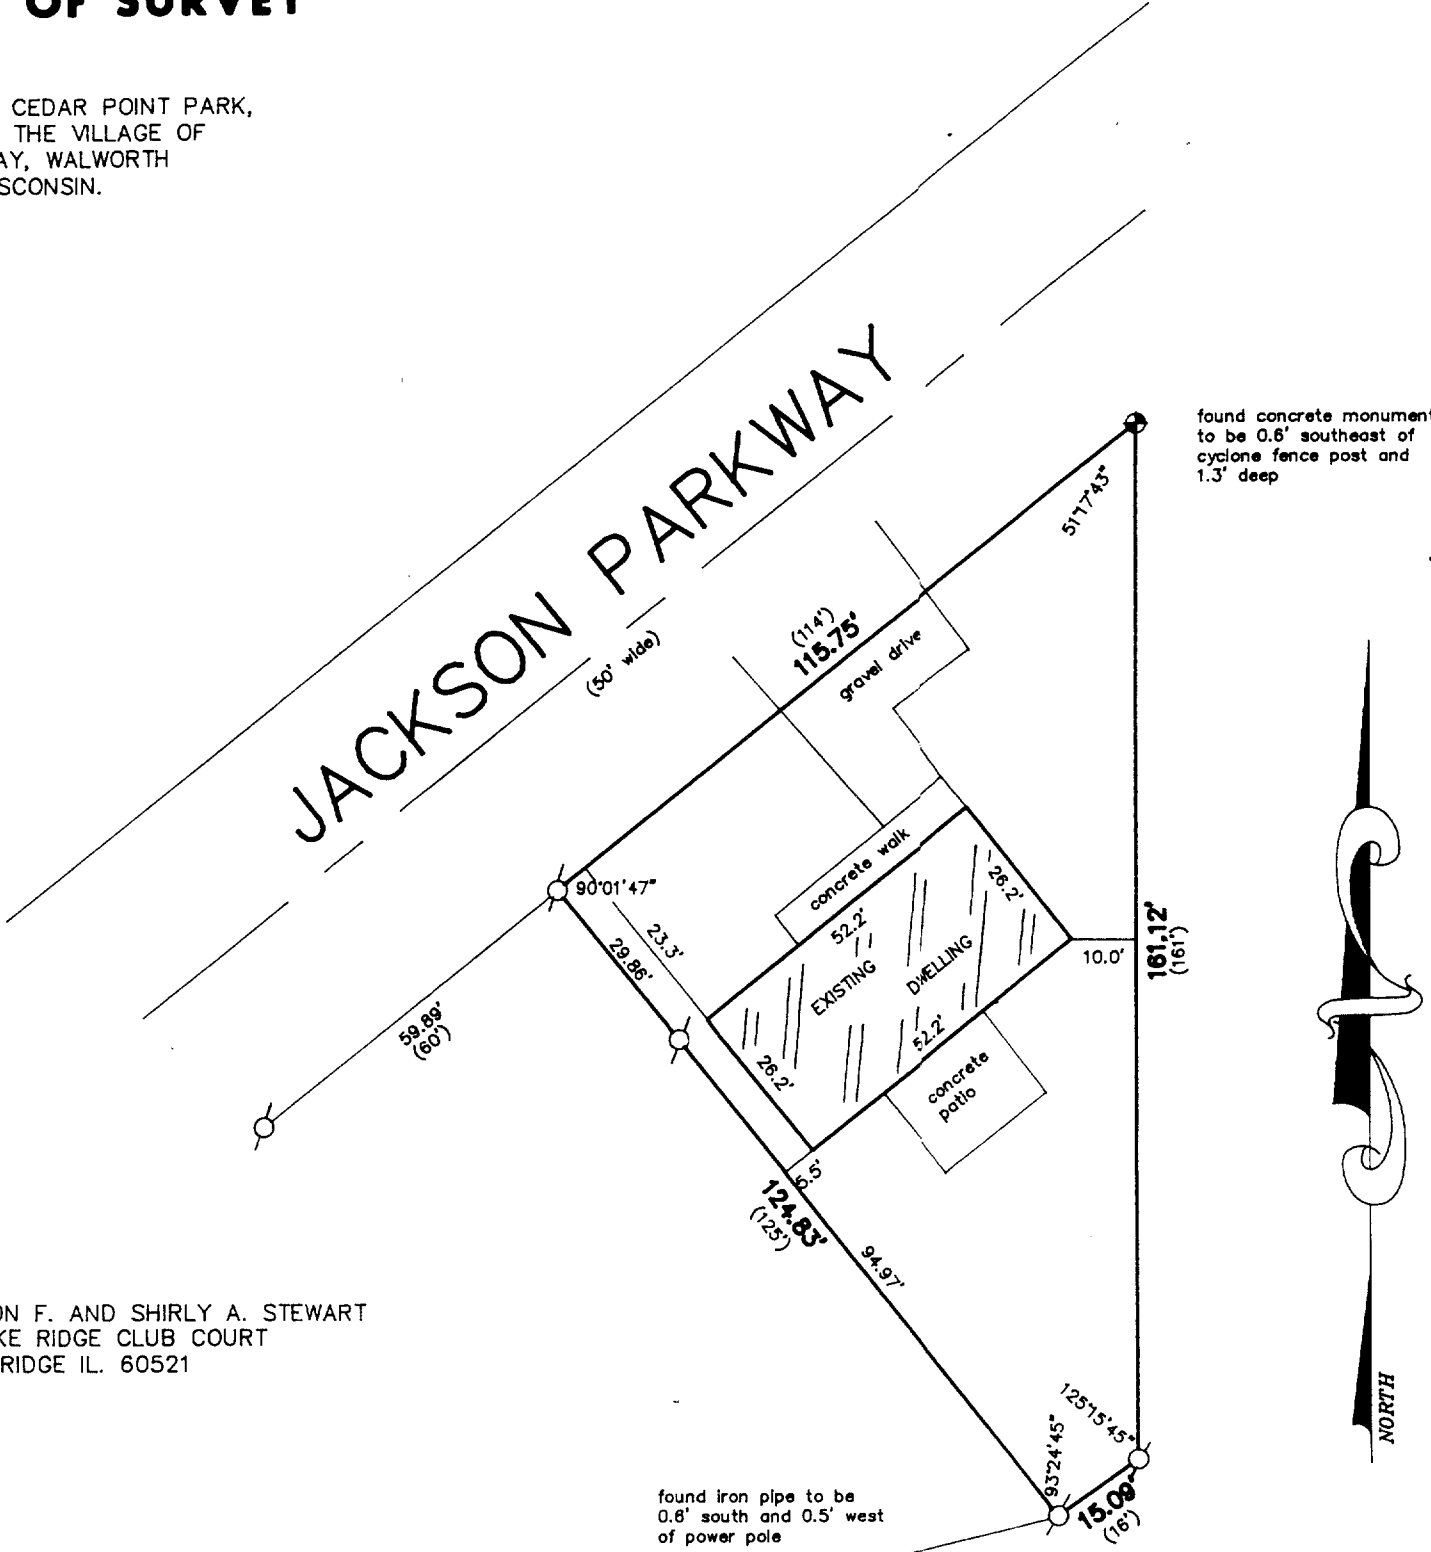 OF SURVEY
CEDAR POINT PARK,
THE VILLAGE OF
AY, WALWORTH
SCONSIN.
JACKSON PARKWAY
(50' wide)
found concrete monument
to be 0.6' southeast of
cyclone fence post and
1.3' deep
51°17'43"
(114')
115.75'
gravel drive
90°01'47"
concrete walk
23.3'
29.86'
52.2'
26.2'
EXISTING
DWELLING
10.0'
161.12'
(161')
59.89'
(60')
26.2'
52.2'
concrete
patio
5.5'
124.83'
(125')
94.97'
ON F. AND SHIRLY A. STEWART
KE RIDGE CLUB COURT
RIDGE IL. 60521
125°15'45"
93°24'45"
15.09'
(16')
found iron pipe to be
0.6' south and 0.5' west
of power pole
NORTH